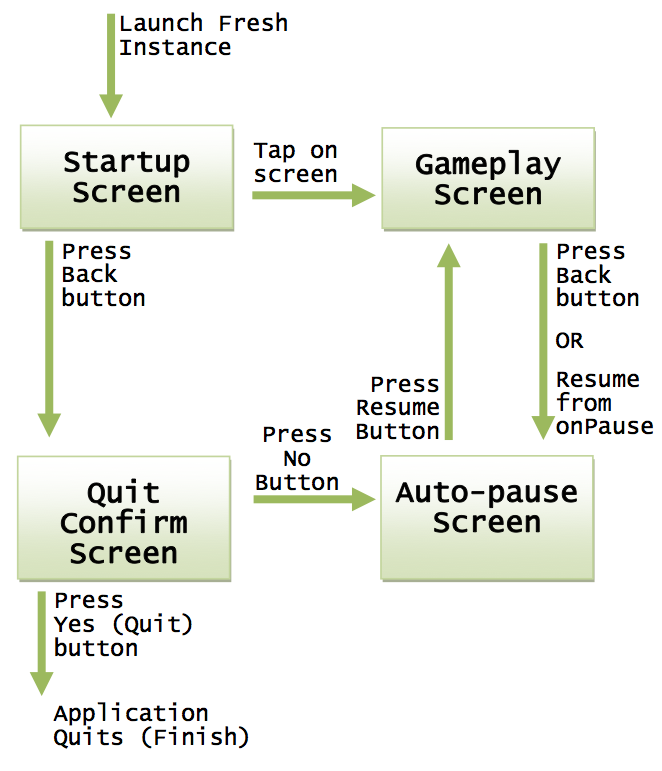 Launch Fresh
Instance
Startup
Screen
Tap on
screen
Gameplay
Screen
Press
Back
button
Press
Back
button
OR
Resume
from
onPause
Press
Resume
Button
Press
No
Button
Quit
Confirm
Screen
Auto-pause
Screen
Press
Yes (Quit)
button
Application
Quits (Finish)